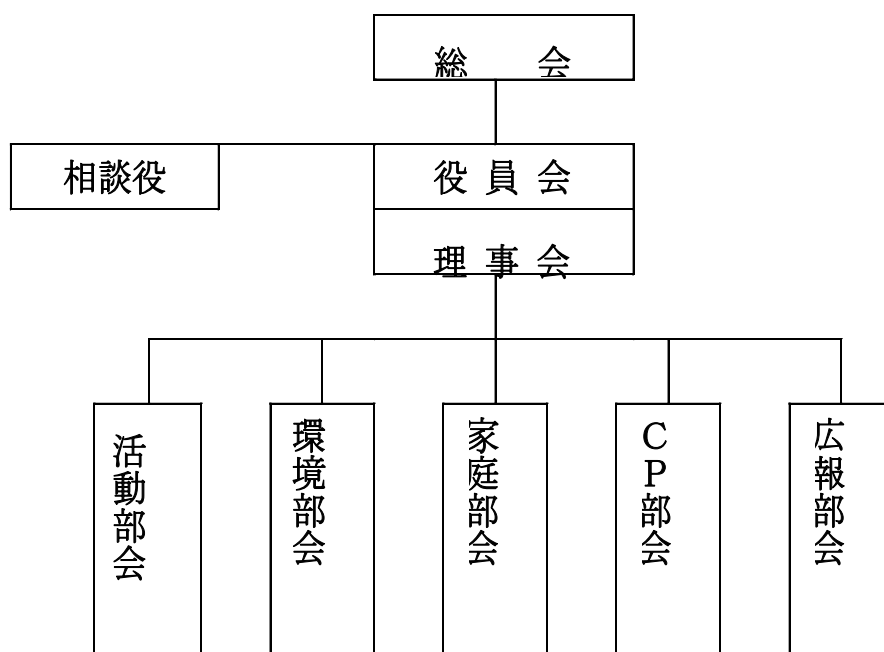 総　会
相談役
役 員 会
理 事 会
活動部会
環境部会
家庭部会
CP部会
広報部会